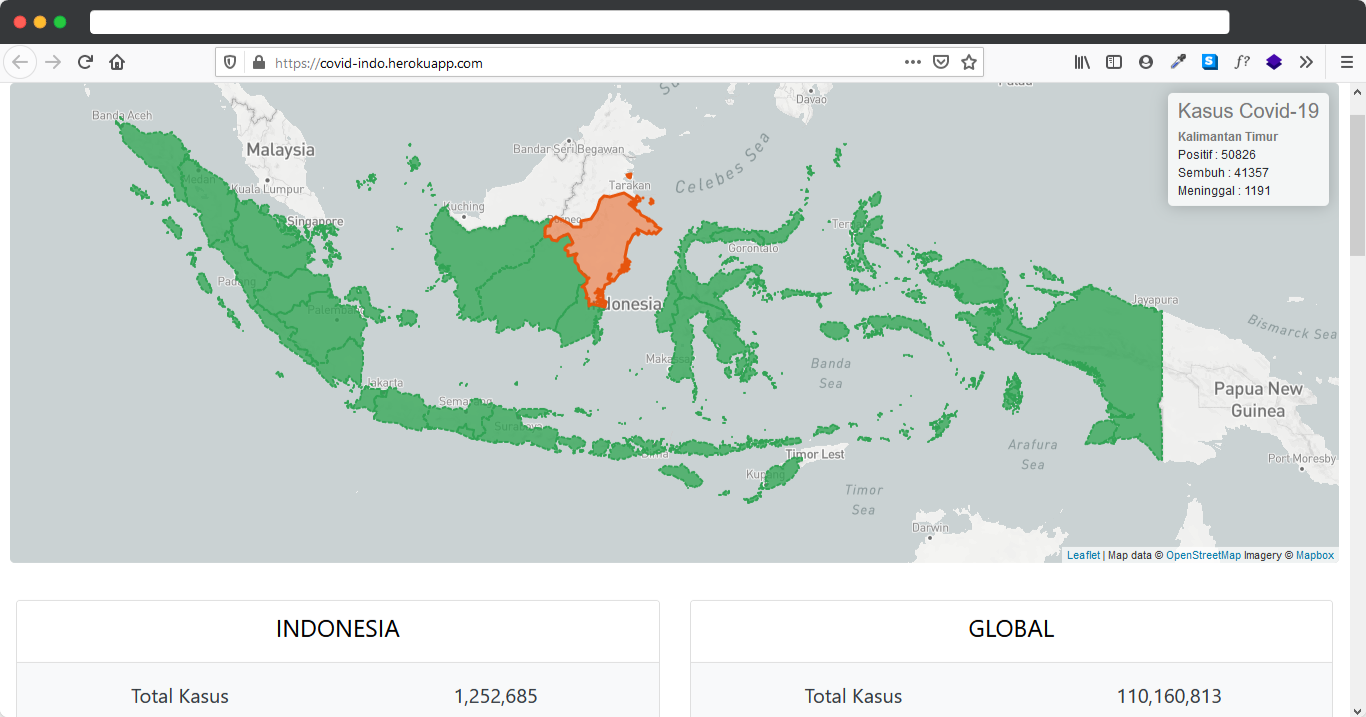 https://covid-indo.herokuapp.com
f?
S
Davao
Banda Aceh
Kasus Covid-19
Kalimantan Timur
Positif : 50826
Sembuh : 41357
Meninggal : 1191
Malaysia
Bandar Seri Begawan
Celebes Sea
Medan
Kuala Lumpur
Tarakan
Kuching
Singapore
Borneo
Gorontalo
Padang
Palembang
donesia
Jayapura
Bismarck Sea
Makassar
Banda
Sea
Jakarta
Semarang
Surabaya
Papua New
Guinea
Arafura
Sea
Bima
Timor Lest
Kupang
Port Moresby
Timor
Sea
Darwin
Leaflet | Map data © OpenStreetMap Imagery © Mapbox
INDONESIA
GLOBAL
Total Kasus 1,252,685
Total Kasus 110,160,813